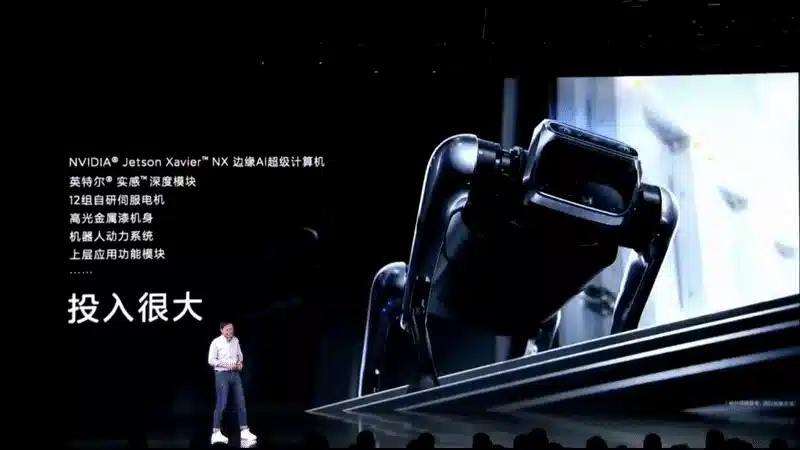 NVIDIA® Jetson Xavier™ NX 边缘AI超级计算机
英特尔® 实感™ 深度模块
12组自研伺服电机
高光金属漆机身
机器人动力系统
上层应用功能模块
……
投入很大